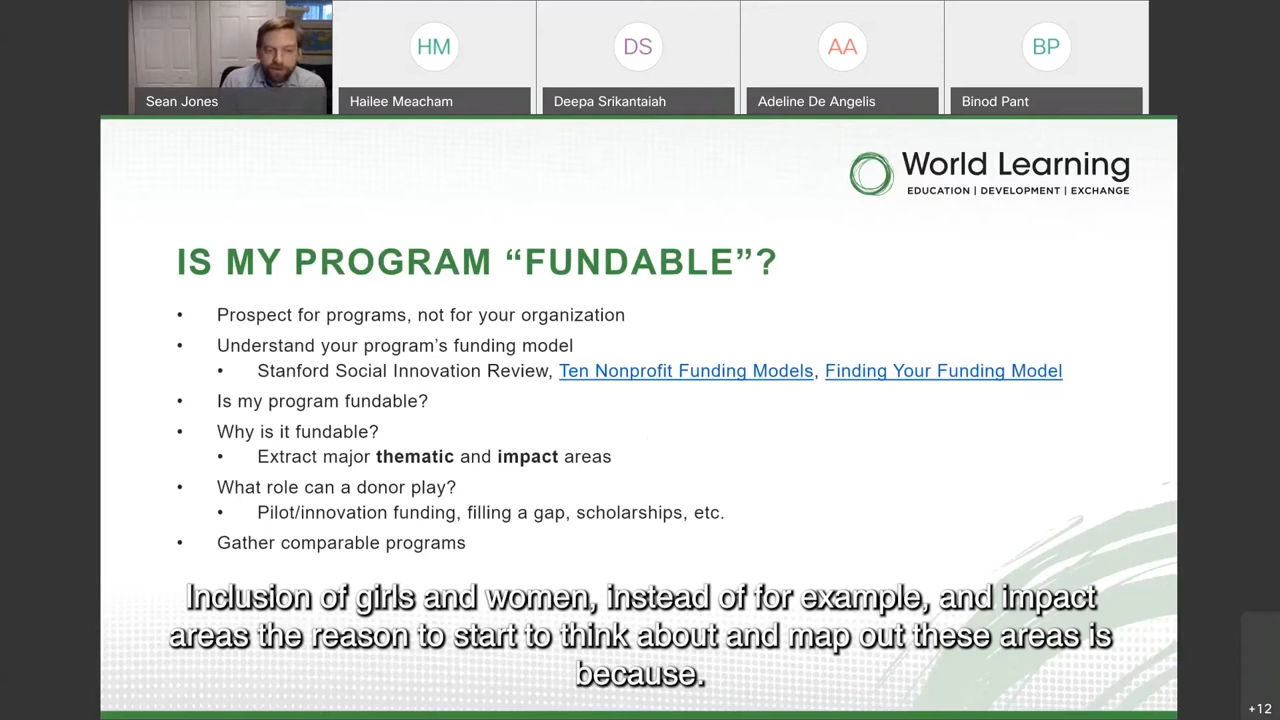 HM
DS
AA
BP
Sean Jones
Hailee Meacham
Deepa Srikantaiah
Adeline De Angelis
Binod Pant
World Learning
EDUCATION | DEVELOPMENT | EXCHANGE
IS MY PROGRAM “FUNDABLE”?
• Prospect for programs, not for your organization
• Understand your program’s funding model
• Stanford Social Innovation Review, Ten Nonprofit Funding Models, Finding Your Funding Model
• Is my program fundable?
• Why is it fundable?
• Extract major thematic and impact areas
• What role can a donor play?
• Pilot/innovation funding, filling a gap, scholarships, etc.
• Gather comparable programs
Inclusion of girls and women, instead of for example, and impact
areas the reason to start to think about and map out these areas is
because.
+12